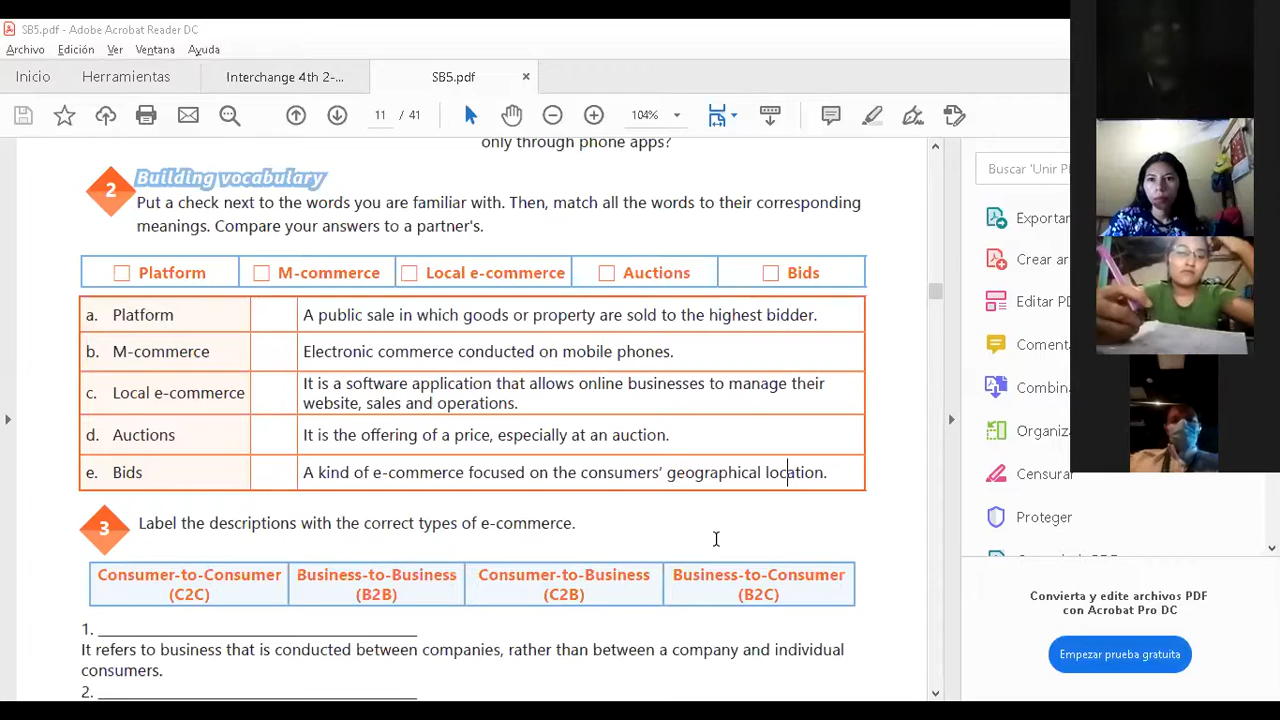 SB5.pdf - Adobe Acrobat Reader DC
Archivo Edición Ver Ventana Ayuda
Inicio Herramientas Interchange 4th 2-... SB5.pdf ×
11 / 41 104%
only through phone apps?
2 Building vocabulary
Put a check next to the words you are familiar with. Then, match all the words to their corresponding
meanings. Compare your answers to a partner's.
Platform M-commerce Local e-commerce Auctions Bids
a. Platform A public sale in which goods or property are sold to the highest bidder.
b. M-commerce Electronic commerce conducted on mobile phones.
c. Local e-commerce It is a software application that allows online businesses to manage their
website, sales and operations.
d. Auctions It is the offering of a price, especially at an auction.
e. Bids A kind of e-commerce focused on the consumers' geographical location.
3 Label the descriptions with the correct types of e-commerce.
Consumer-to-Consumer Business-to-Business Consumer-to-Business Business-to-Consumer
(C2C) (B2B) (C2B) (B2C)
1. ____________________
It refers to business that is conducted between companies, rather than between a company and individual
consumers.
2. ____________________
Buscar 'Unir P
Exportar
Crear ar
Editar PD
Coment
Combin
Organiz
Censurar
Proteger
Convierta y edite archivos PDF
con Acrobat Pro DC
Empezar prueba gratuita